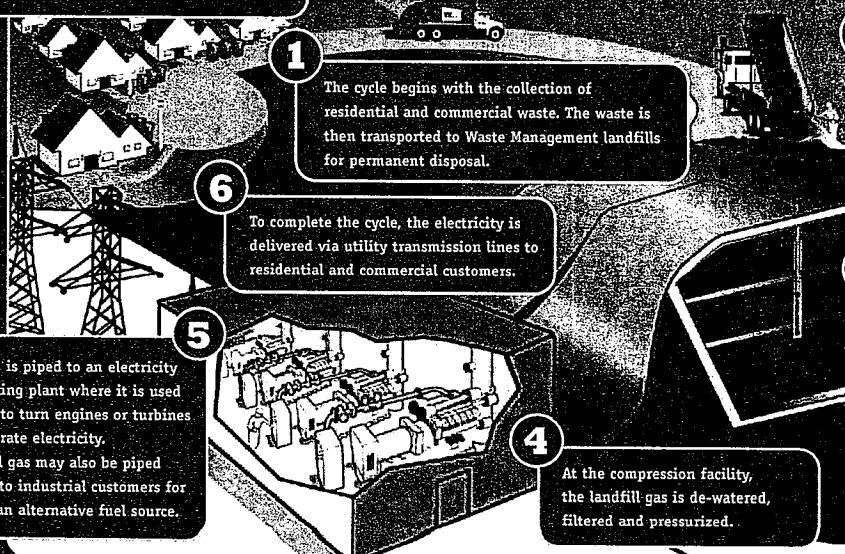 1
The cycle begins with the collection of
residential and commercial waste. The waste is
then transported to Waste Management landfills
for permanent disposal.
6
To complete the cycle, the electricity is
delivered via utility transmission lines to
residential and commercial customers.
5
is piped to an electricity
ing plant where it is used
to turn engines or turbines
rate electricity.
l gas may also be piped
to industrial customers for
an alternative fuel source.
4
At the compression facility,
the landfill gas is de-watered,
filtered and pressurized.